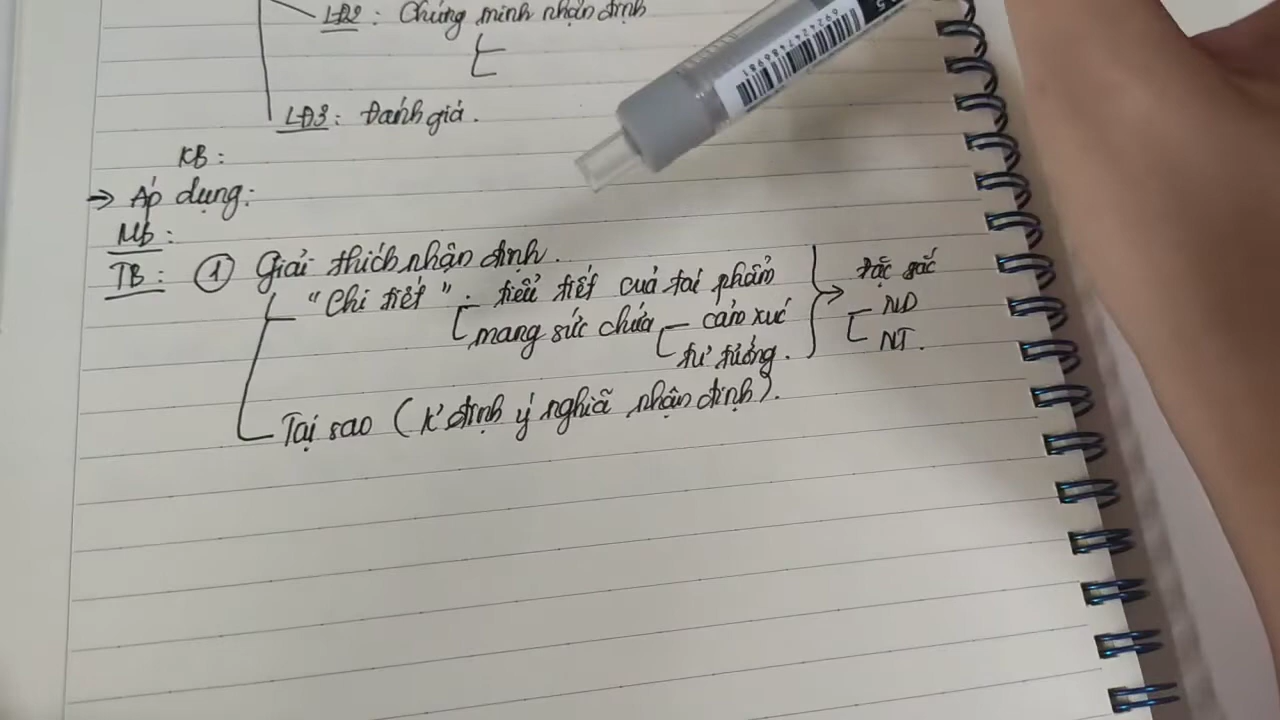 LĐ2 : Chứng minh nhận định
LĐ3 : Đánh giá .
KB :
→ Áp dụng :
MB :
TB : ① Giải thích nhận định .
"Chi tiết" . tiểu tiết của tác phẩm
mang sức chứa cảm xúc
tư tưởng .
đặc sắc
ND
NT .
Tại sao ( K' định ý nghĩa nhận định ) .
6924247486981